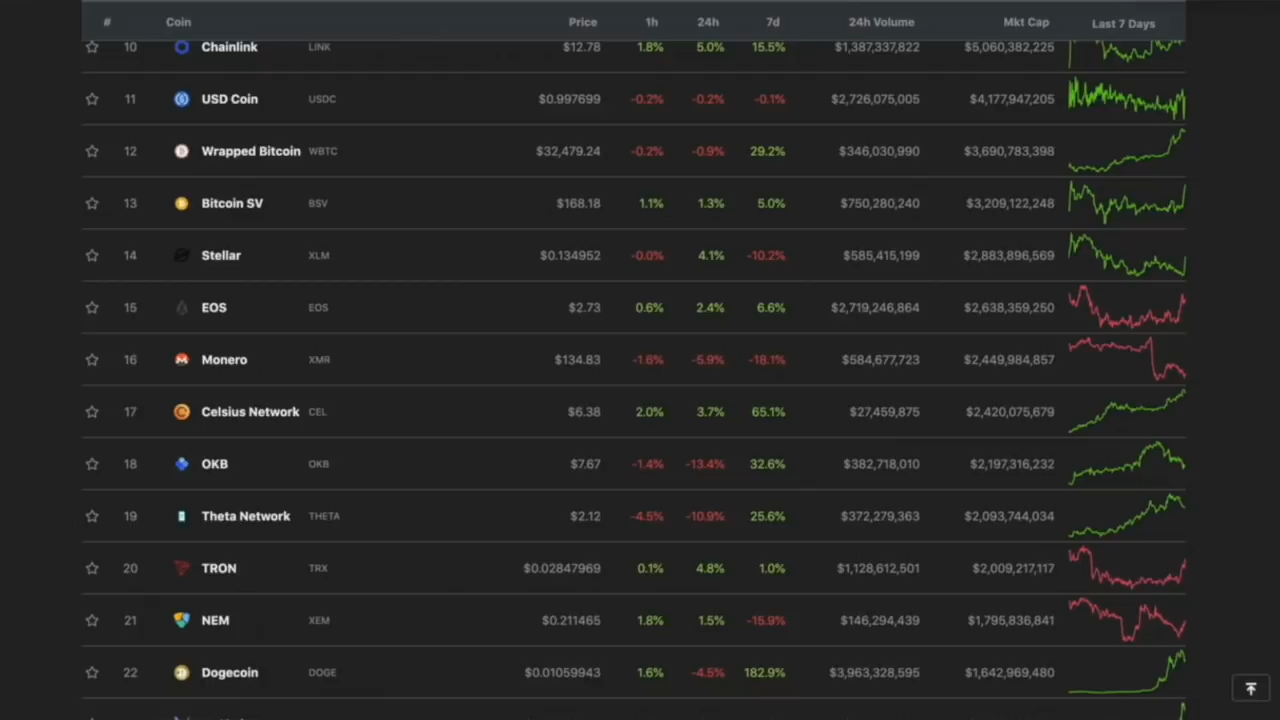 # Coin Price 1h 24h 7d 24h Volume Mkt Cap Last 7 Days
10 Chainlink LINK $12.78 1.8% 5.0% 15.5% $1,387,337,822 $5,060,382,225
11 USD Coin USDC $0.997699 -0.2% -0.2% -0.1% $2,726,075,005 $4,177,947,205
12 Wrapped Bitcoin WBTC $32,479.24 -0.2% -0.9% 29.2% $346,030,990 $3,690,783,398
13 Bitcoin SV BSV $168.18 1.1% 1.3% 5.0% $750,280,240 $3,209,122,248
14 Stellar XLM $0.134952 -0.0% 4.1% -10.2% $585,415,199 $2,883,896,569
15 EOS EOS $2.73 0.6% 2.4% 6.6% $2,719,246,864 $2,638,359,250
16 Monero XMR $134.83 -1.6% -5.9% -18.1% $584,677,723 $2,449,984,857
17 Celsius Network CEL $6.38 2.0% 3.7% 65.1% $27,459,875 $2,420,075,679
18 OKB OKB $7.67 -1.4% -13.4% 32.6% $382,718,010 $2,197,316,232
19 Theta Network THETA $2.12 -4.5% -10.9% 25.6% $372,279,363 $2,093,744,034
20 TRON TRX $0.02847969 0.1% 4.8% 1.0% $1,128,612,501 $2,009,217,117
21 NEM XEM $0.211465 1.8% 1.5% -15.9% $146,294,439 $1,795,836,841
22 Dogecoin DOGE $0.01059943 1.6% -4.5% 182.9% $3,963,328,595 $1,642,969,480